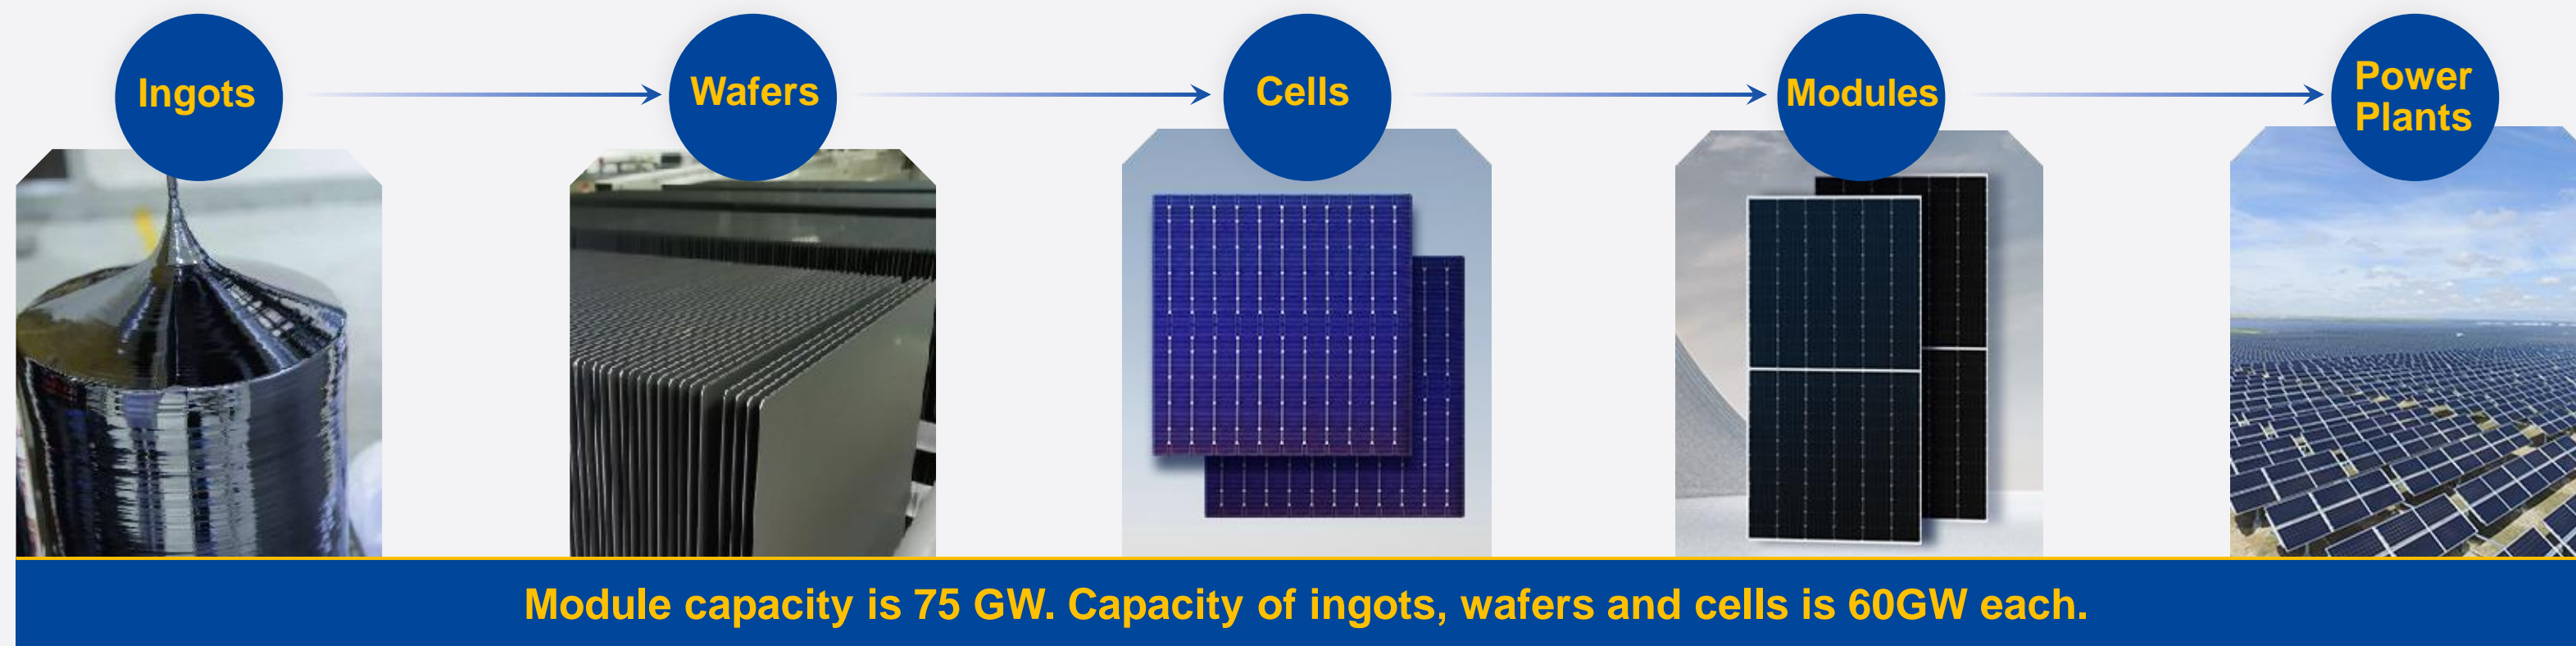 Ingots
Wafers
Cells
Modules
Power
Plants
Module capacity is 75 GW. Capacity of ingots, wafers and cells is 60GW each.